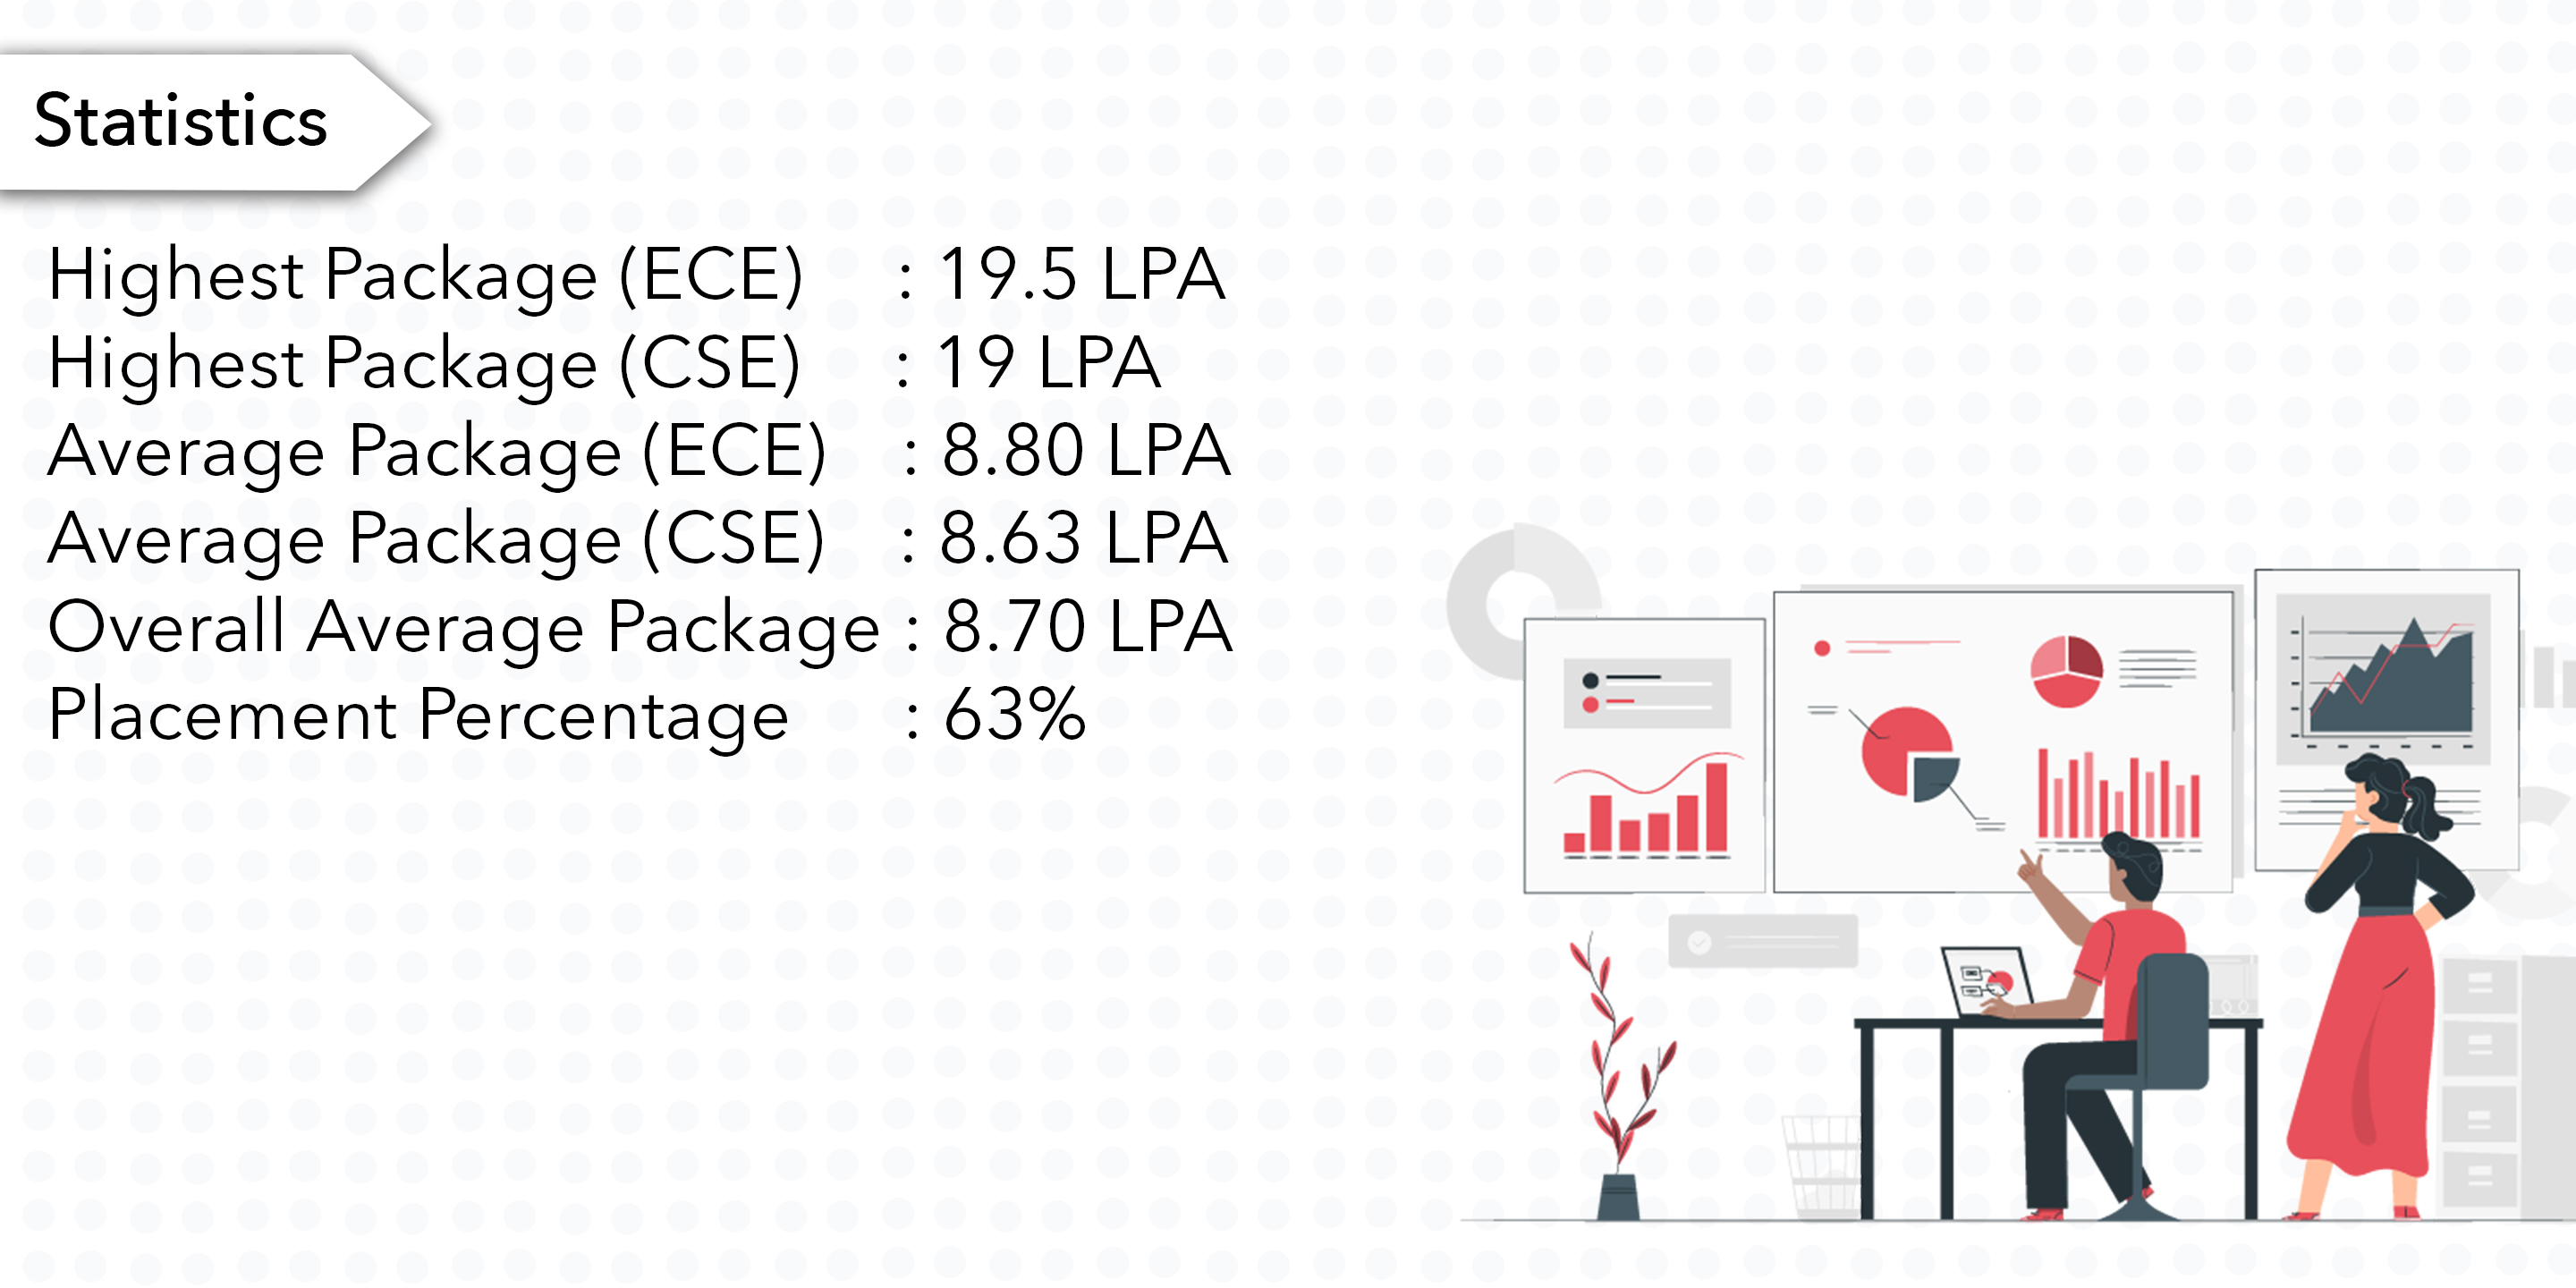 Statistics
Highest Package (ECE) : 19.5 LPA
Highest Package (CSE) : 19 LPA
Average Package (ECE) : 8.80 LPA
Average Package (CSE) : 8.63 LPA
Overall Average Package : 8.70 LPA
Placement Percentage : 63%